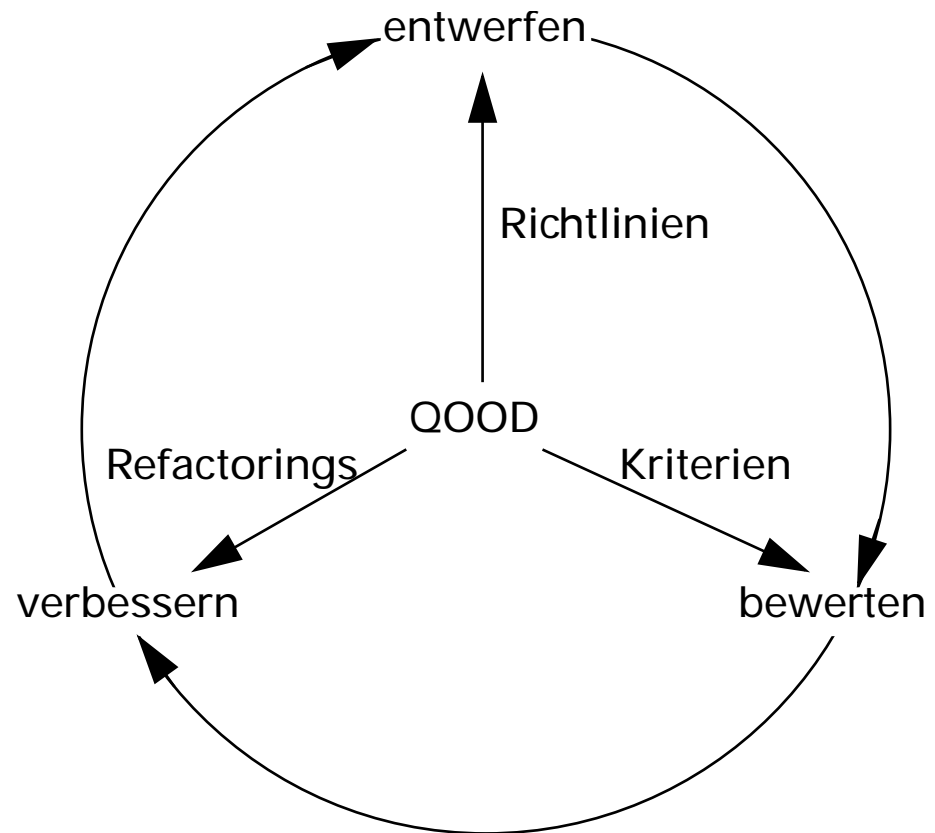 entwerfen
Richtlinien
QOOD
Refactorings
Kriterien
verbessern
bewerten